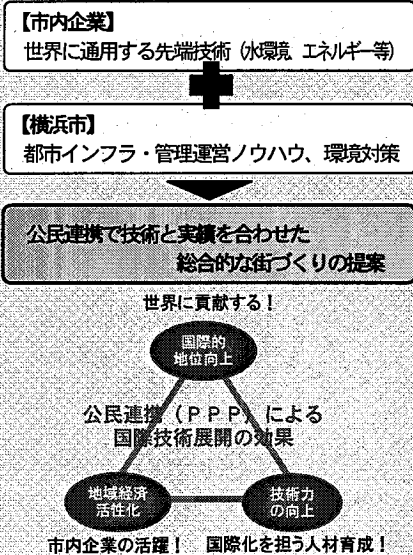 【市内企業】
世界に通用する先端技術（水環境、エネルギー等）
【横浜市】
都市インフラ・管理運営ノウハウ、環境対策
公民連携で技術と実績を合わせた
総合的な街づくりの提案
世界に貢献する！
国際的
地位向上
公民連携（ＰＰＰ）による
国際技術展開の効果
地域経済
活性化
技術力
の向上
市内企業の活躍！ 国際化を担う人材育成！